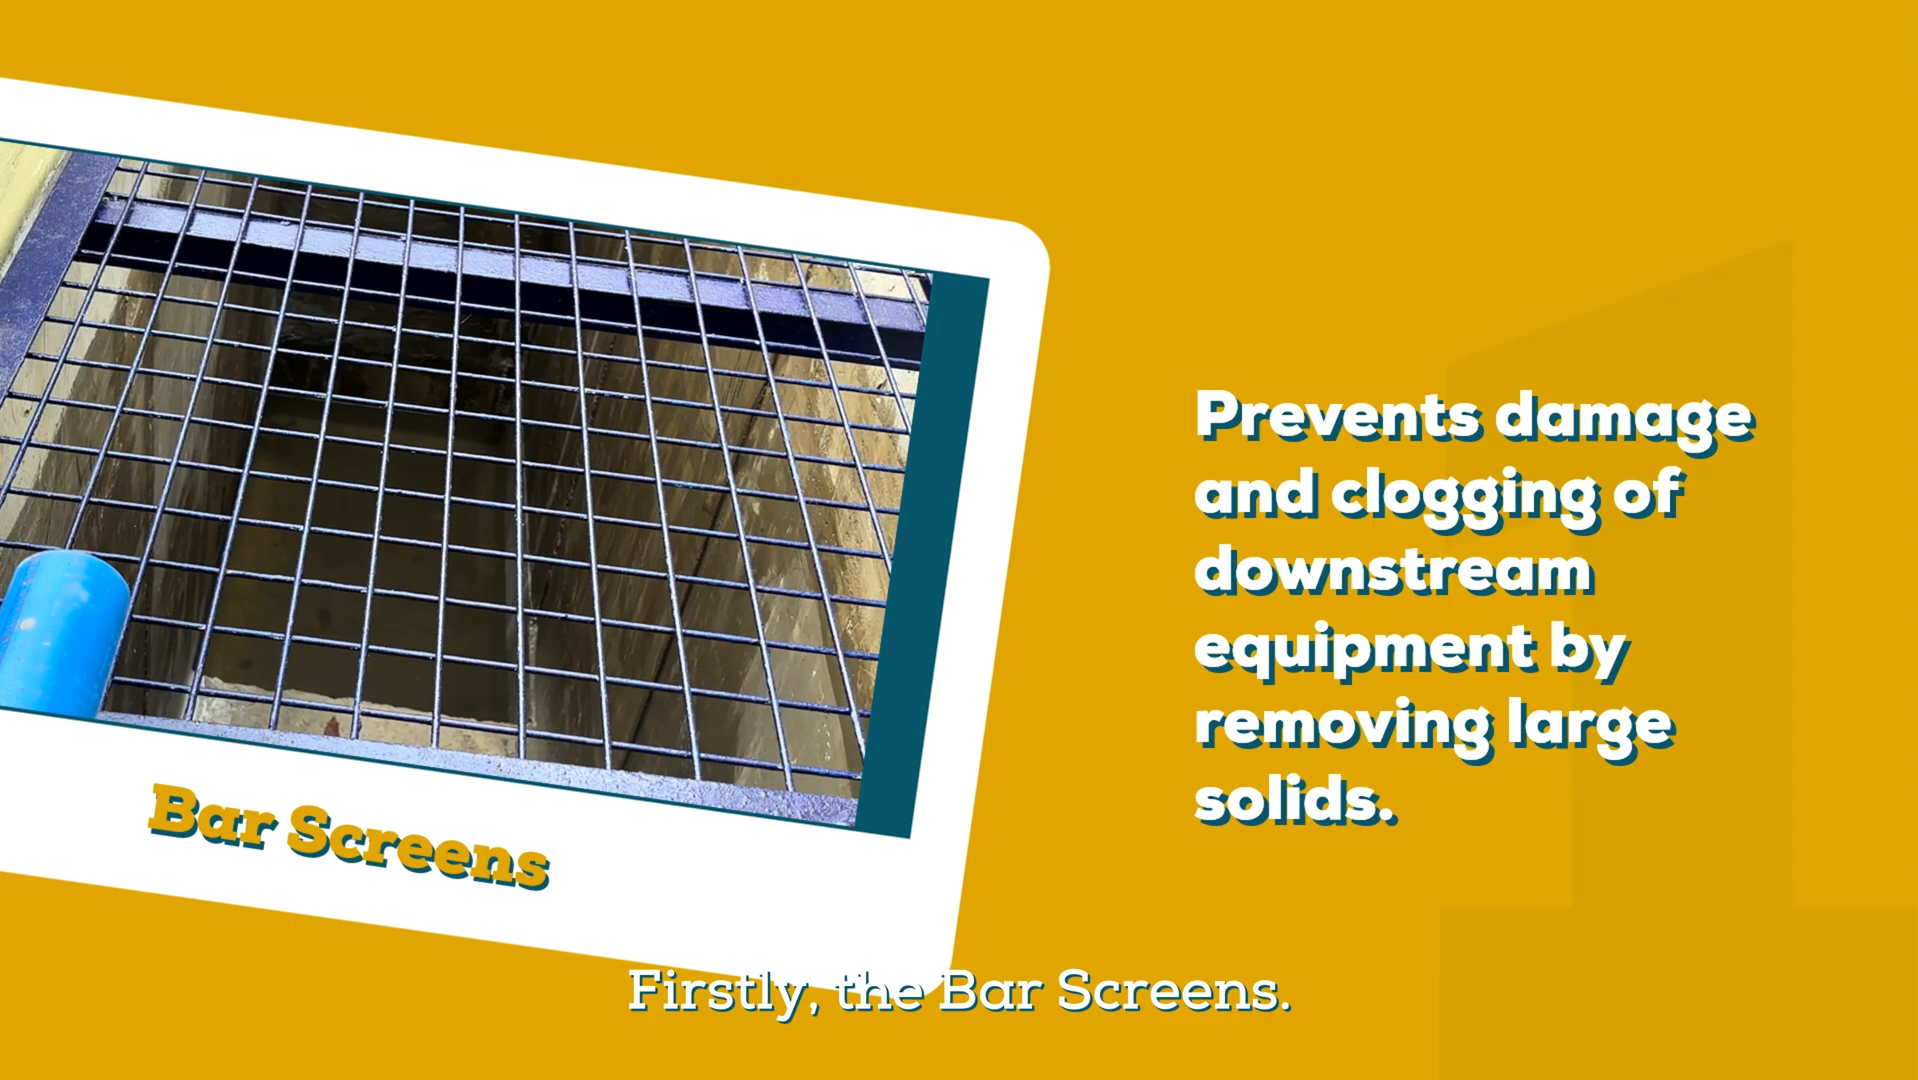 Prevents damage
and clogging of
downstream
equipment by
removing large
solids.
Bar Screens
Firstly, the Bar Screens.